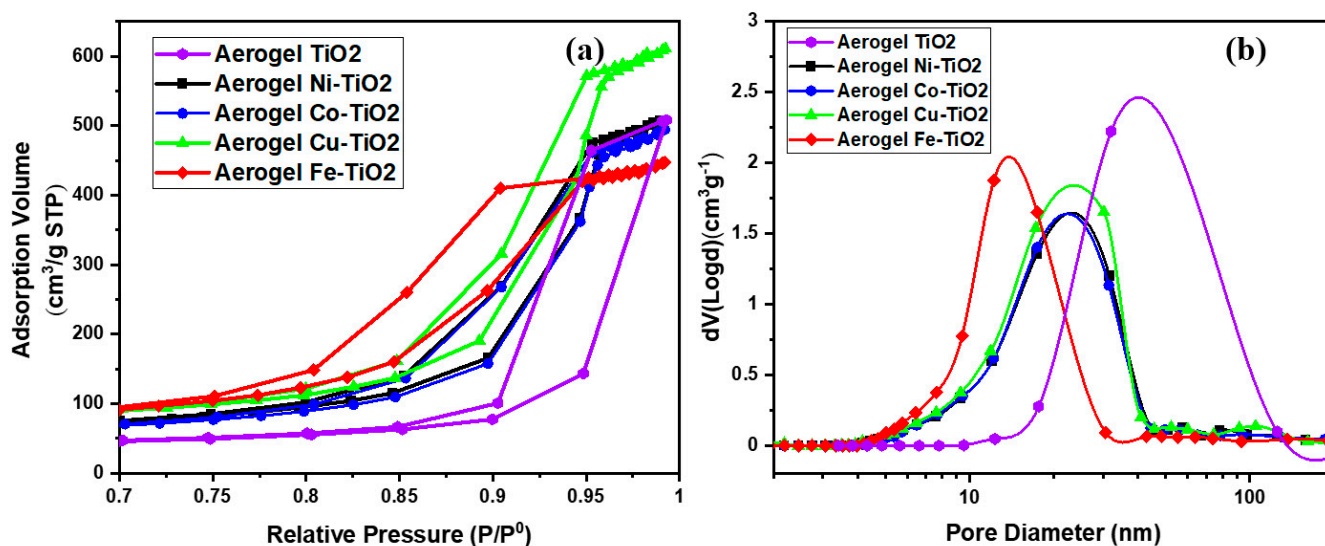 (a)
Aerogel TiO2
Aerogel Ni-TiO2
Aerogel Co-TiO2
Aerogel Cu-TiO2
Aerogel Fe-TiO2
600
500
400
300
200
100
0
0.7
0.75
0.8
0.85
0.9
0.95
1
Adsorption Volume
(cm³/g STP)
Relative Pressure (P/P⁰)
(b)
Aerogel TiO2
Aerogel Ni-TiO2
Aerogel Co-TiO2
Aerogel Cu-TiO2
Aerogel Fe-TiO2
3
2.5
2
1.5
1
0.5
0
10
100
dV(Logd)(cm³g⁻¹)
Pore Diameter (nm)